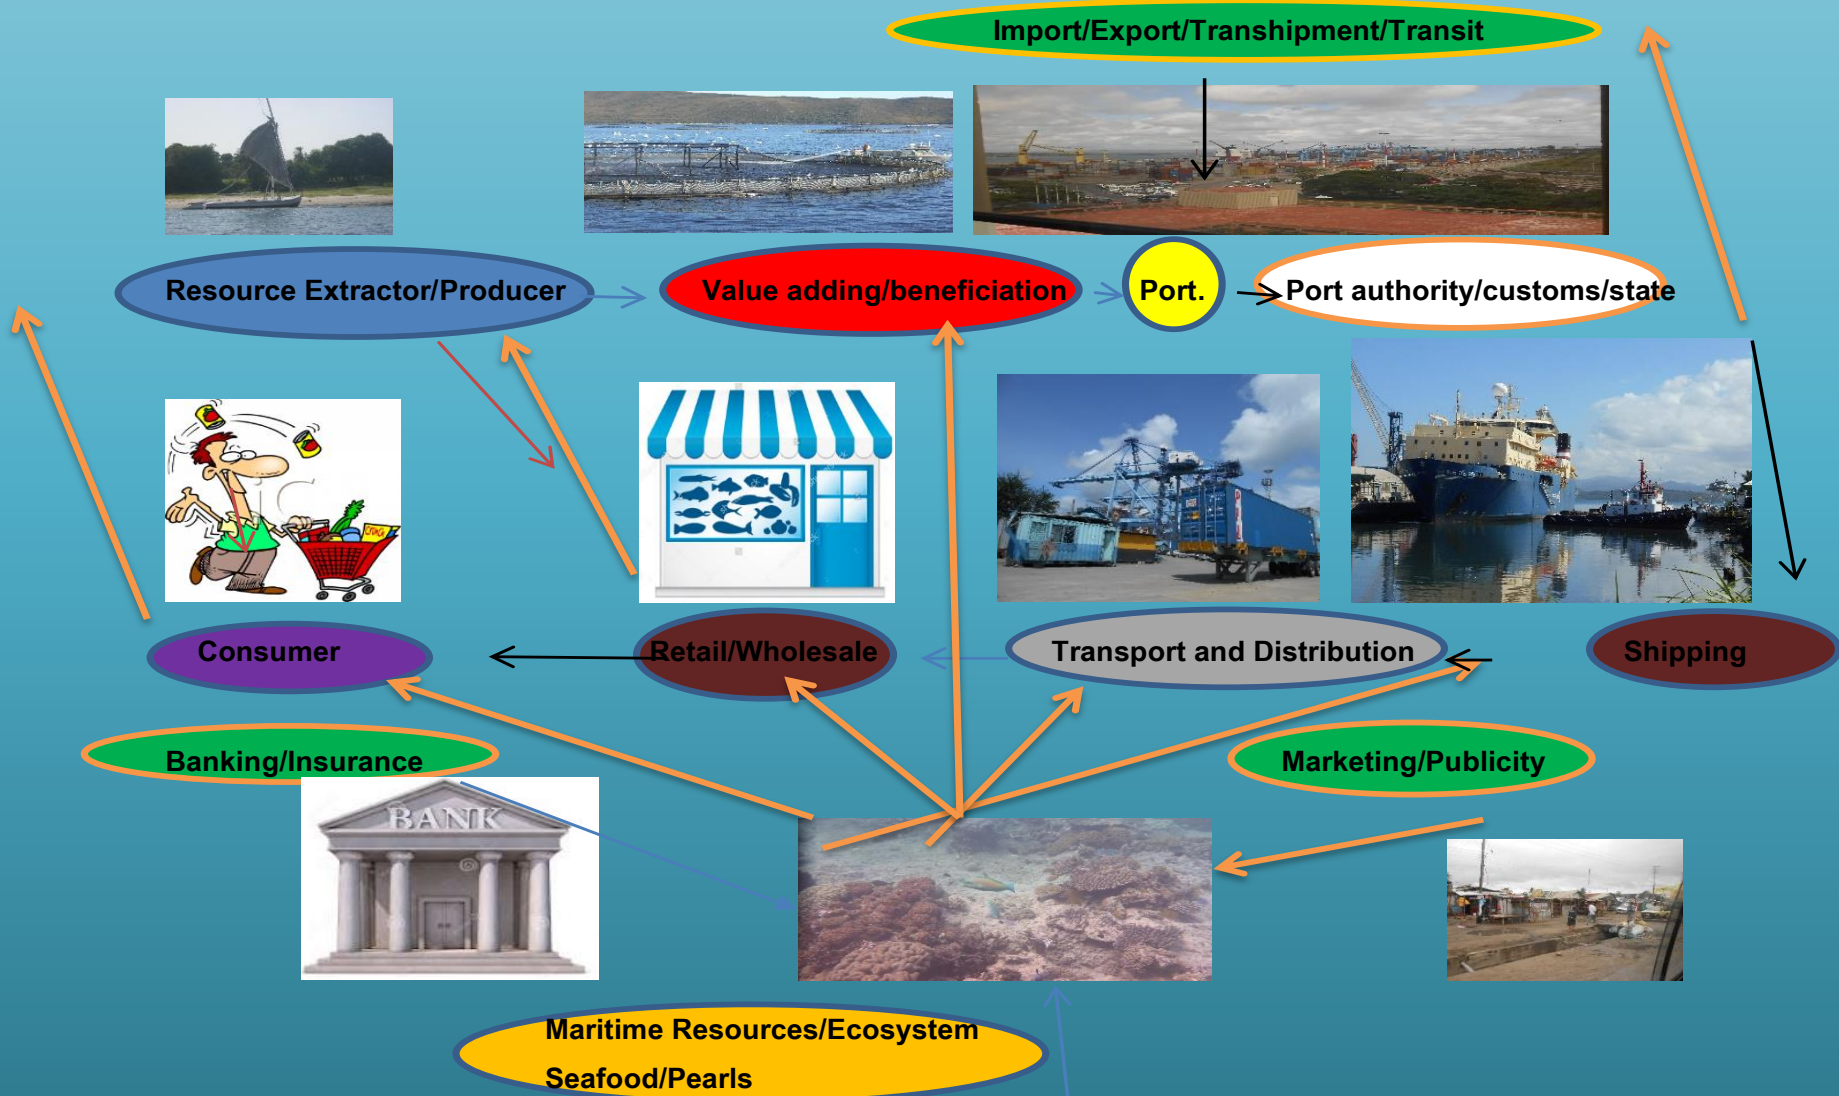 Import/Export/Transhipment/Transit
Resource Extractor/Producer
Value adding/beneficiation
Port.
Port authority/customs/state
Consumer
Retail/Wholesale
Transport and Distribution
Shipping
Banking/Insurance
Marketing/Publicity
BANK
Maritime Resources/Ecosystem
Seafood/Pearls